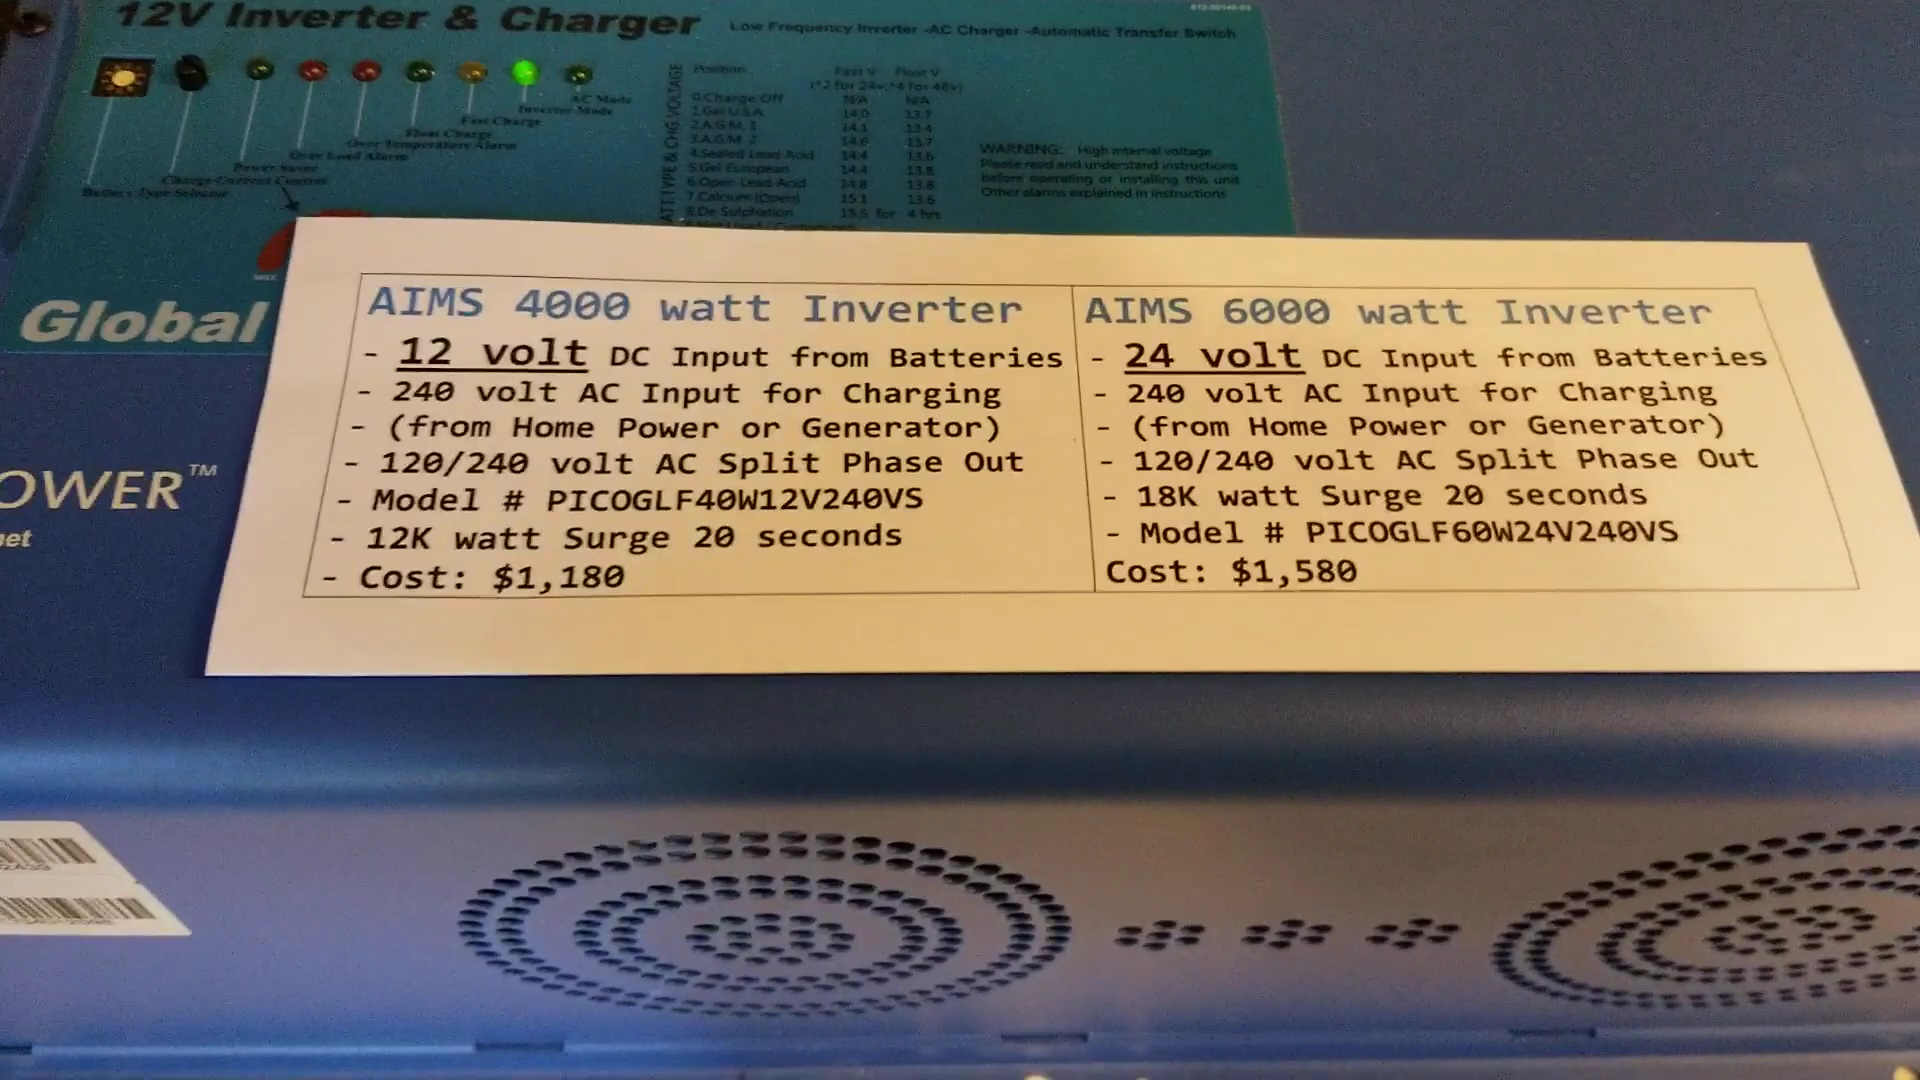 12V Inverter & Charger
Low Frequency Inverter -AC Charger -Automatic Transfer Switch
AC Mode
Inverter Mode
Fast Charge
Float Charge
Over Temperature Alarm
Over Load Alarm
Power Saver
Charge Current Control
Battery Type Selector
Position Fast V Float V
(*2 for 24v;*4 for 48v)
0.Charge Off N/A N/A
1.Gel U.S.A 14.0 13.7
2.A.G.M. 1 14.1 13.4
3.A.G.M. 2 14.6 13.7
4.Sealed Lead Acid 14.4 13.6
5.Gel European 14.4 13.8
6.Open Lead Acid 14.8 13.8
7.Calcium (Open) 15.1 13.6
8.De Sulphation 15.5 for 4 hrs
TYPE & CHG VOLTAGE
WARNING: High internal voltage
Please read and understand instructions
before operating or installing this unit
Other alarms explained in instructions
Global
OWER™
net
AIMS 4000 watt Inverter
- 12 volt DC Input from Batteries
- 240 volt AC Input for Charging
- (from Home Power or Generator)
- 120/240 volt AC Split Phase Out
- Model # PICOGLF40W12V240VS
- 12K watt Surge 20 seconds
- Cost: $1,180
AIMS 6000 watt Inverter
- 24 volt DC Input from Batteries
- 240 volt AC Input for Charging
- (from Home Power or Generator)
- 120/240 volt AC Split Phase Out
- 18K watt Surge 20 seconds
- Model # PICOGLF60W24V240VS
Cost: $1,580